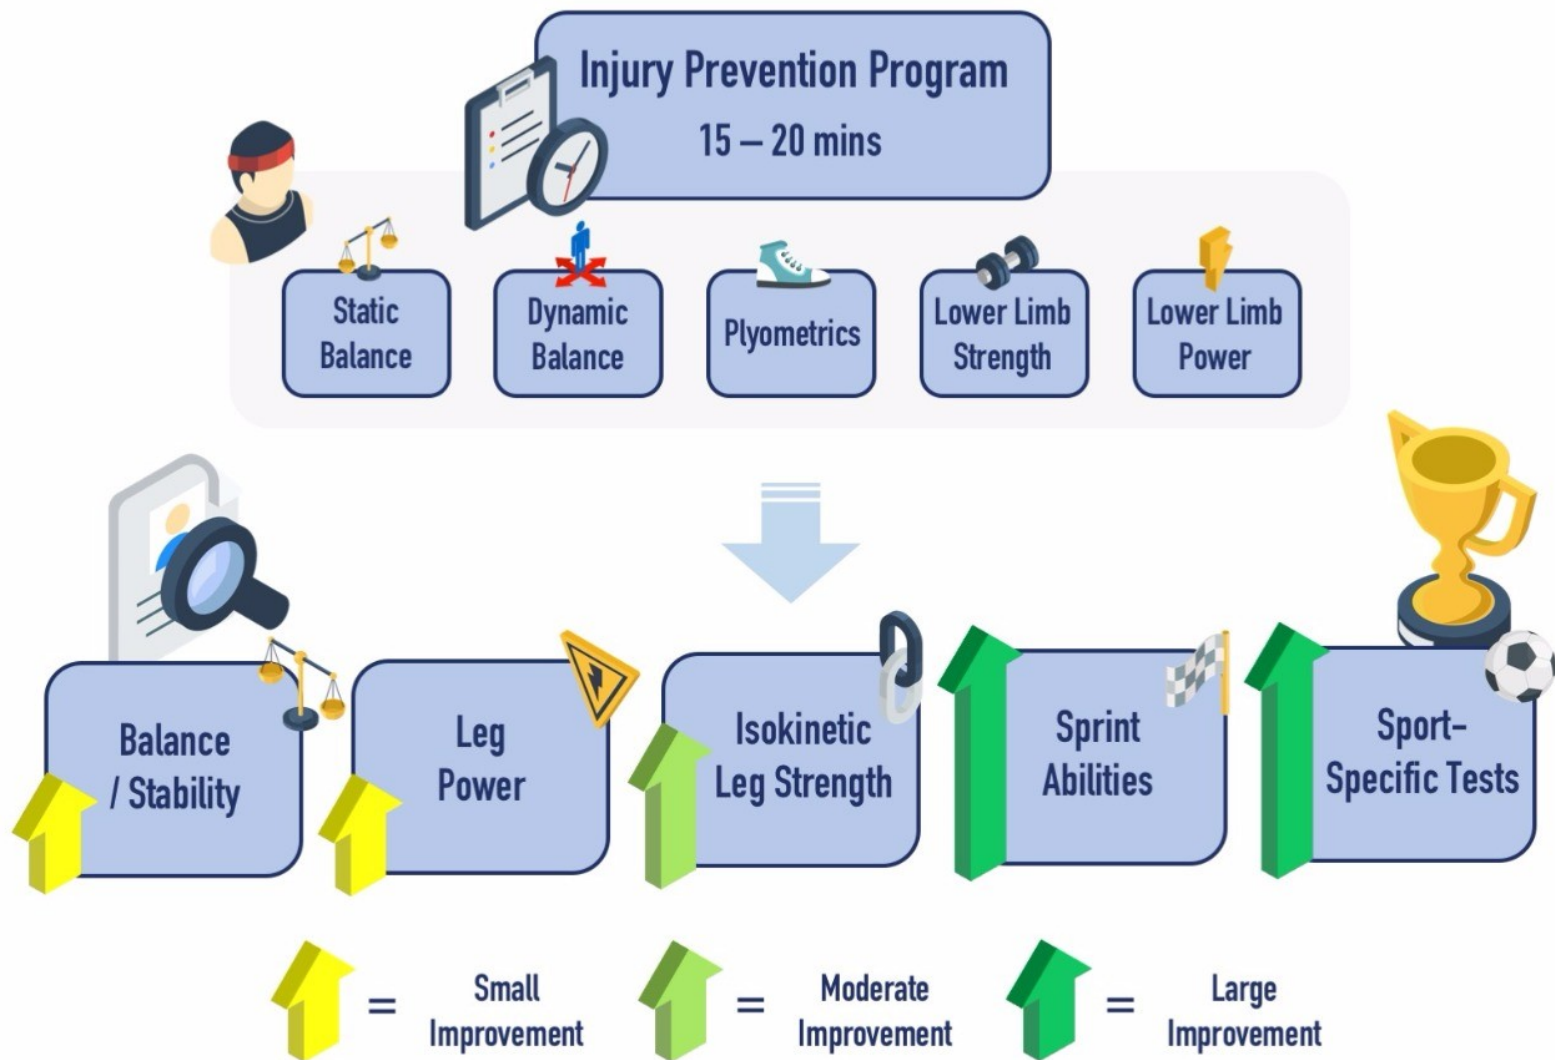 Injury Prevention Program
15 – 20 mins
Static
Balance
Dynamic
Balance
Plyometrics
Lower Limb
Strength
Lower Limb
Power
Balance
/ Stability
Leg
Power
Isokinetic
Leg Strength
Sprint
Abilities
Sport-
Specific Tests
= Small
Improvement
= Moderate
Improvement
= Large
Improvement